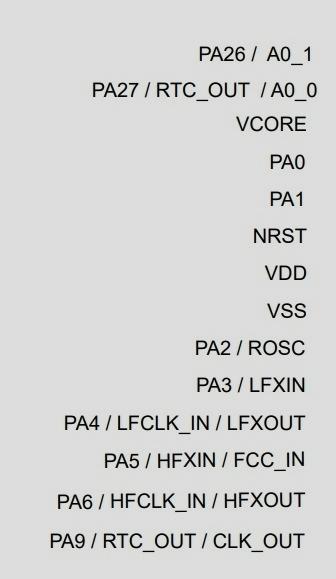 PA26 / A0_1
PA27 / RTC_OUT / A0_0
VCORE
PA0
PA1
NRST
VDD
VSS
PA2 / ROSC
PA3 / LFXIN
PA4 / LFCLK_IN / LFXOUT
PA5 / HFXIN / FCC_IN
PA6 / HFCLK_IN / HFXOUT
PA9 / RTC_OUT / CLK_OUT